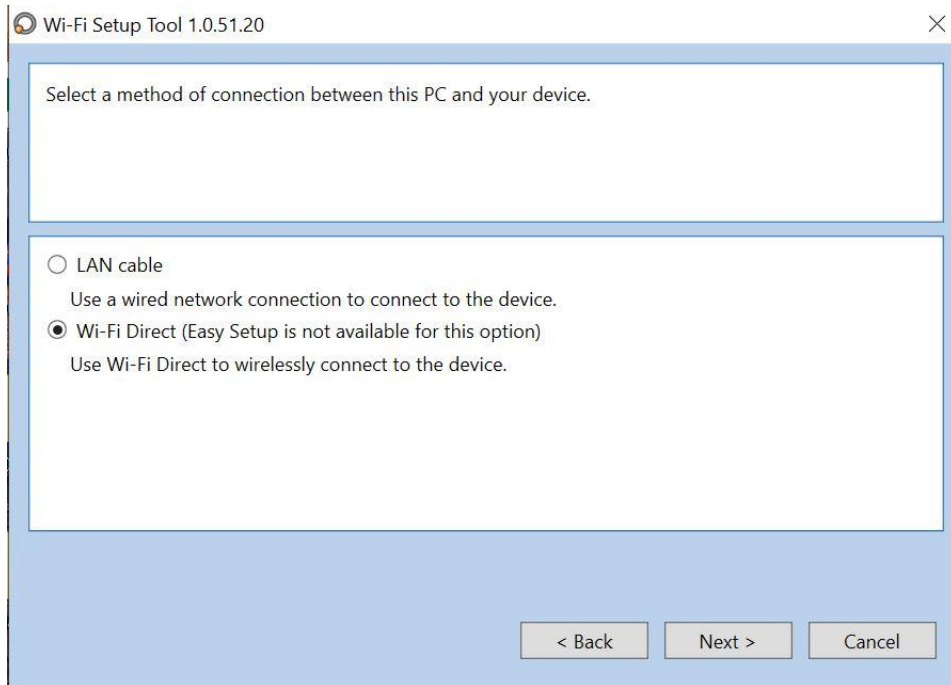 Wi-Fi Setup Tool 1.0.51.20
Select a method of connection between this PC and your device.
LAN cable
Use a wired network connection to connect to the device.
Wi-Fi Direct (Easy Setup is not available for this option)
Use Wi-Fi Direct to wirelessly connect to the device.
< Back Next > Cancel